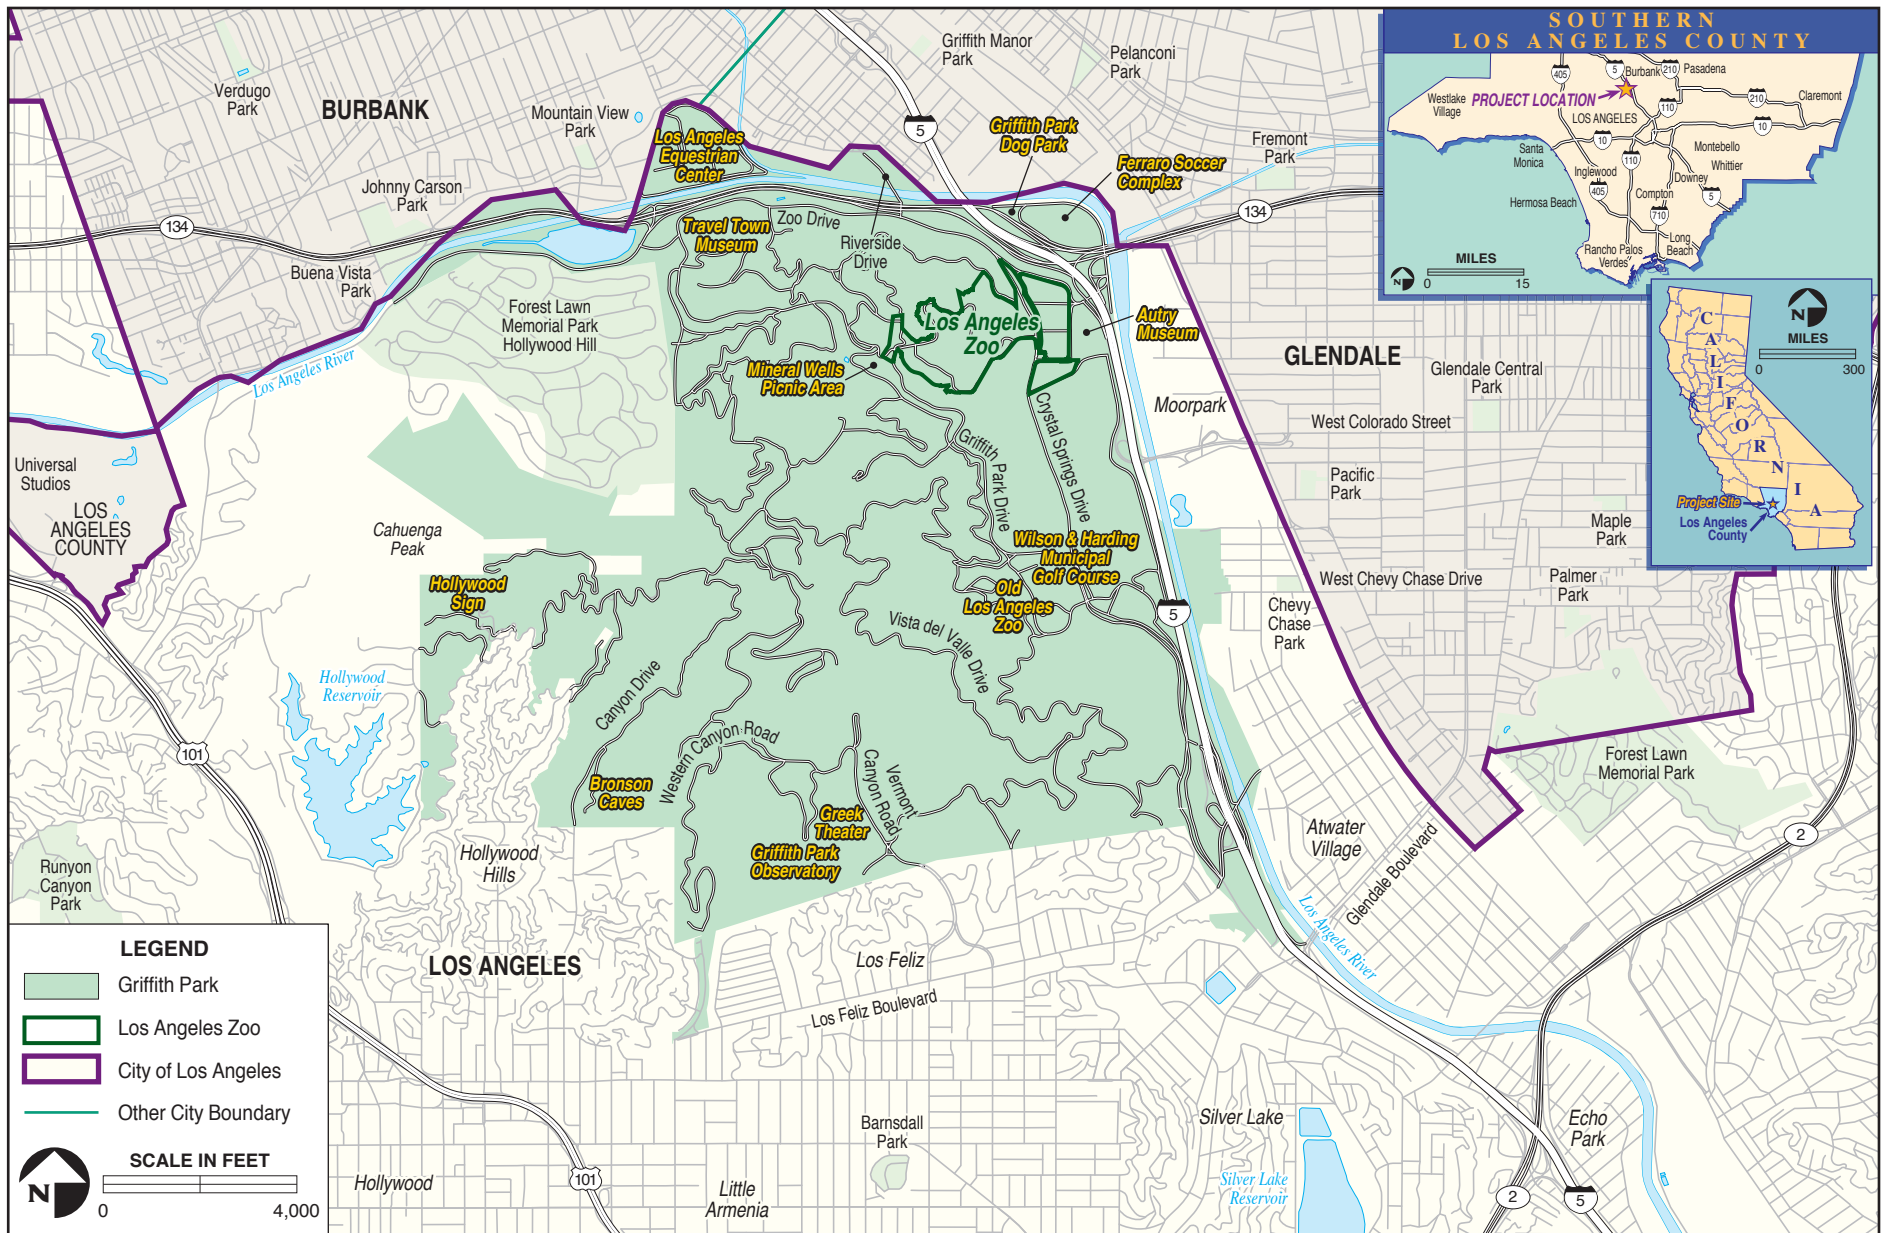 Verdugo
Park
BURBANK
Mountain View
Park
Griffith Manor
Park
Pelanconi
Park
Johnny Carson
Park
Los Angeles
Equestrian
Center
5
Griffith Park
Dog Park
Ferraro Soccer
Complex
Fremont
Park
134
134
Travel Town
Museum
Zoo Drive
Riverside
Drive
Buena Vista
Park
Forest Lawn
Memorial Park
Hollywood Hill
Los Angeles
Zoo
Autry
Museum
Mineral Wells
Picnic Area
Los Angeles River
GLENDALE
Glendale Central
Park
Moorpark
West Colorado Street
Crystal Springs Drive
Griffith Park Drive
Universal
Studios
LOS
ANGELES
COUNTY
Cahuenga
Peak
Pacific
Park
Maple
Park
Wilson & Harding
Municipal
Golf Course
Hollywood
Sign
Old
Los Angeles
Zoo
5
West Chevy Chase Drive
Palmer
Park
Chevy
Chase
Park
Vista del Valle Drive
Hollywood
Reservoir
Canyon Drive
Western Canyon Road
Vermont
Canyon Road
101
Bronson
Caves
Greek
Theater
Griffith Park
Observatory
Forest Lawn
Memorial Park
Atwater
Village
Glendale Boulevard
2
Runyon
Canyon
Park
Hollywood
Hills
Los Angeles River
LOS ANGELES
Los Feliz
Los Feliz Boulevard
Barnsdall
Park
Silver Lake
Echo
Park
Silver Lake
Reservoir
Hollywood
101
Little
Armenia
2
5
LEGEND
Griffith Park
Los Angeles Zoo
City of Los Angeles
Other City Boundary
N
SCALE IN FEET
0 4,000
SOUTHERN
LOS ANGELES COUNTY
405
5
Burbank
210
Pasadena
Westlake
Village
PROJECT LOCATION
110
210
Claremont
LOS ANGELES
10
10
Santa
Monica
110
Montebello
Whittier
Inglewood
405
Downey
Compton
5
Hermosa Beach
710
Long
Beach
Rancho Palos
Verdes
N
MILES
0 15
CALIFORNIA
N
MILES
0 300
Project Site
Los Angeles
County